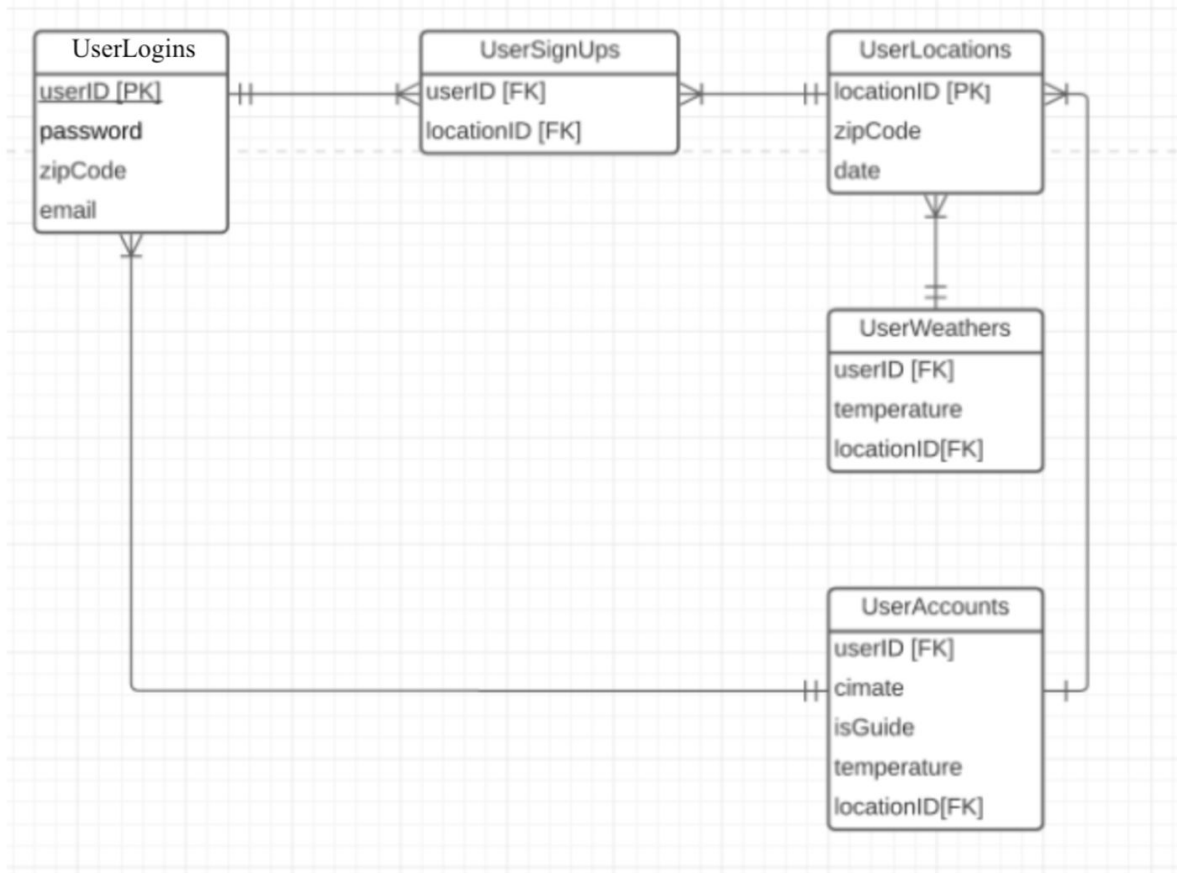 UserLogins
userID [PK]
password
zipCode
email
UserSignUps
userID [FK]
locationID [FK]
UserLocations
locationID [PK]
zipCode
date
UserWeathers
userID [FK]
temperature
locationID[FK]
UserAccounts
userID [FK]
cimate
isGuide
temperature
locationID[FK]